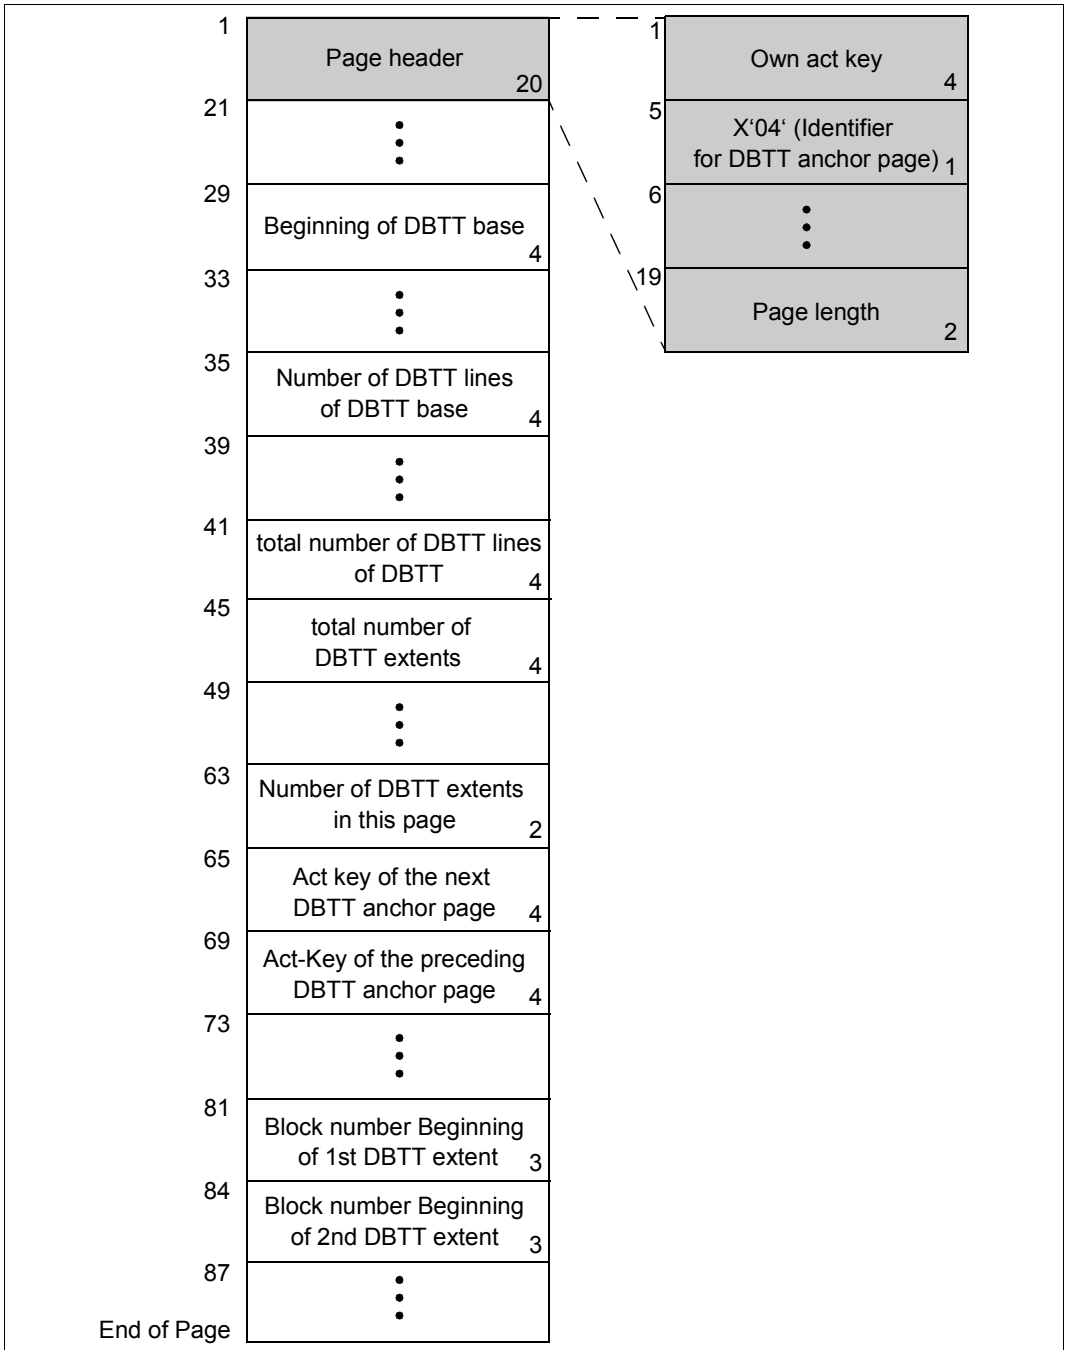 1
Page header
20
21
29
Beginning of DBTT base
4
33
35
Number of DBTT lines
of DBTT base
4
39
41
total number of DBTT lines
of DBTT
4
45
total number of
DBTT extents
4
49
63
Number of DBTT extents
in this page
2
65
Act key of the next
DBTT anchor page
4
69
Act-Key of the preceding
DBTT anchor page
4
73
81
Block number Beginning
of 1st DBTT extent
3
84
Block number Beginning
of 2nd DBTT extent
3
87
End of Page
1
Own act key
4
5
X‘04‘ (Identifier
for DBTT anchor page)
1
6
19
Page length
2